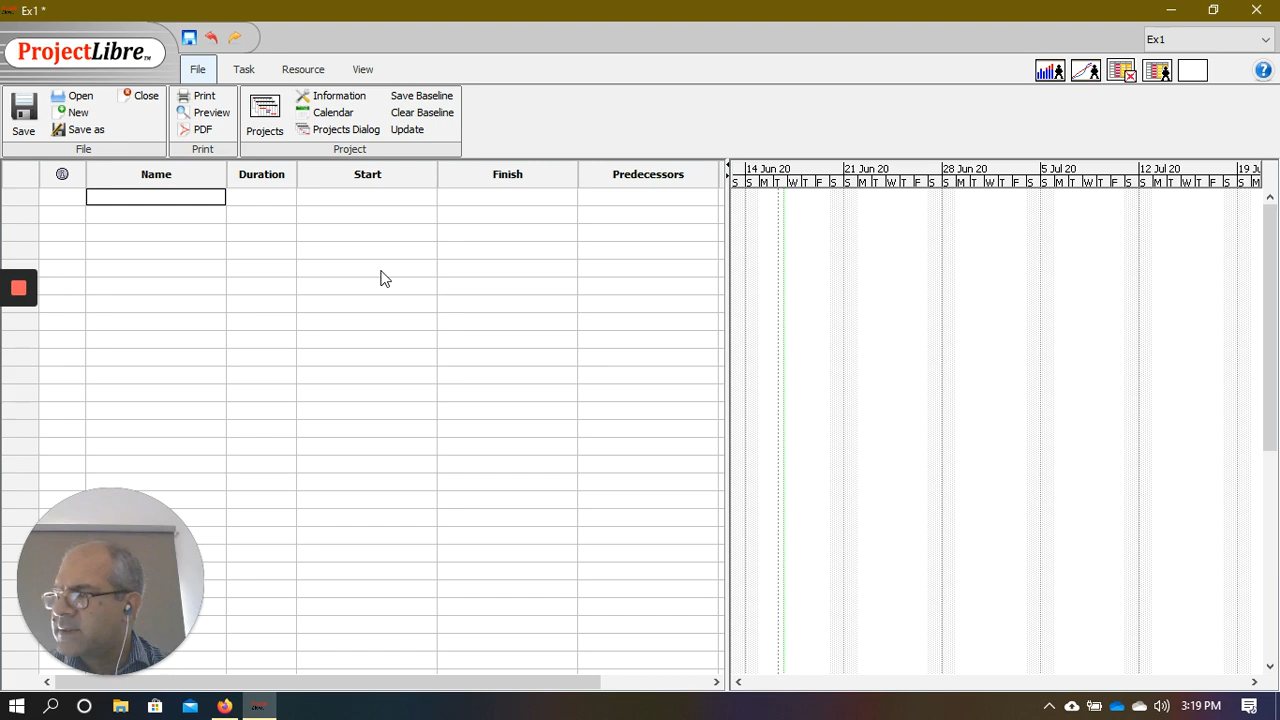 Ex1 *
ProjectLibre™
Ex1
File
Task
Resource
View
Save
Open
New
Save as
Close
File
Print
Preview
PDF
Print
Projects
Information
Calendar
Projects Dialog
Save Baseline
Clear Baseline
Update
Project
Name
Duration
Start
Finish
Predecessors
14 Jun 20
21 Jun 20
28 Jun 20
5 Jul 20
12 Jul 20
19 J
S S M T W T F S S M T W T F S S M T W T F S S M T W T F S S M T W T F S S M
3:19 PM